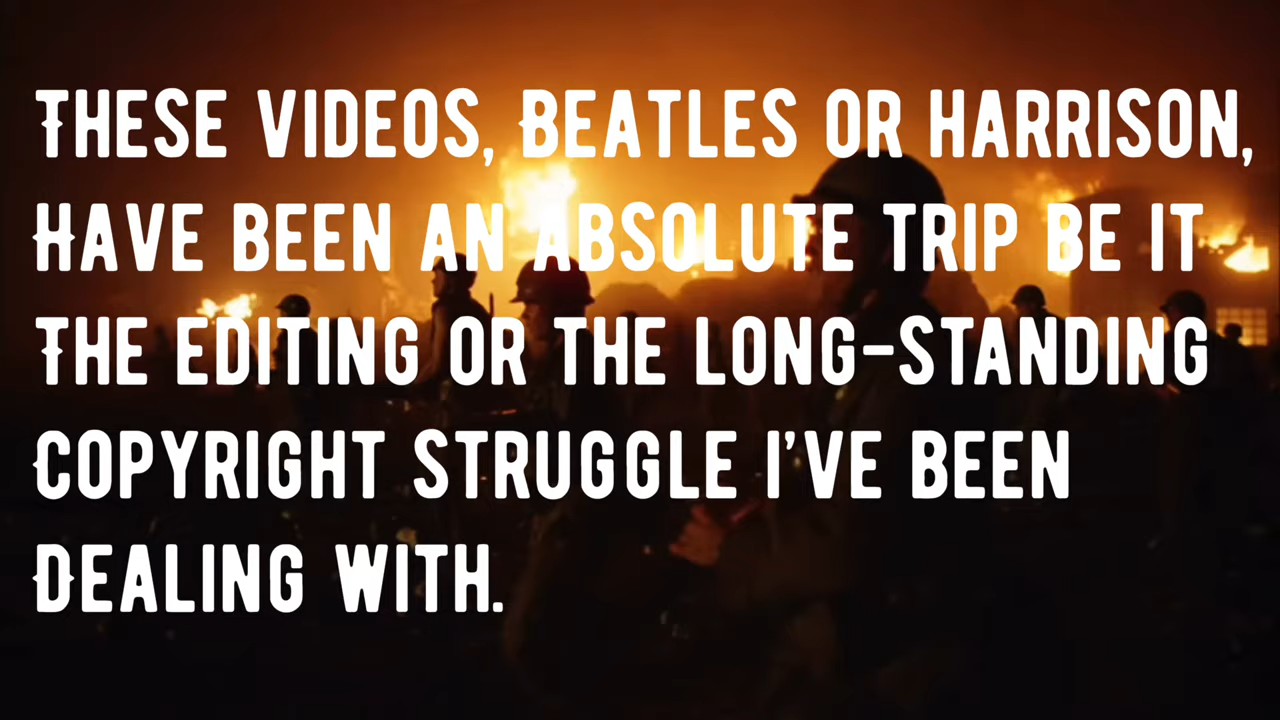 These videos, Beatles or Harrison,
Have been an absolute trip be it
The editing or the long-standing
Copyright struggle I've been
Dealing with.